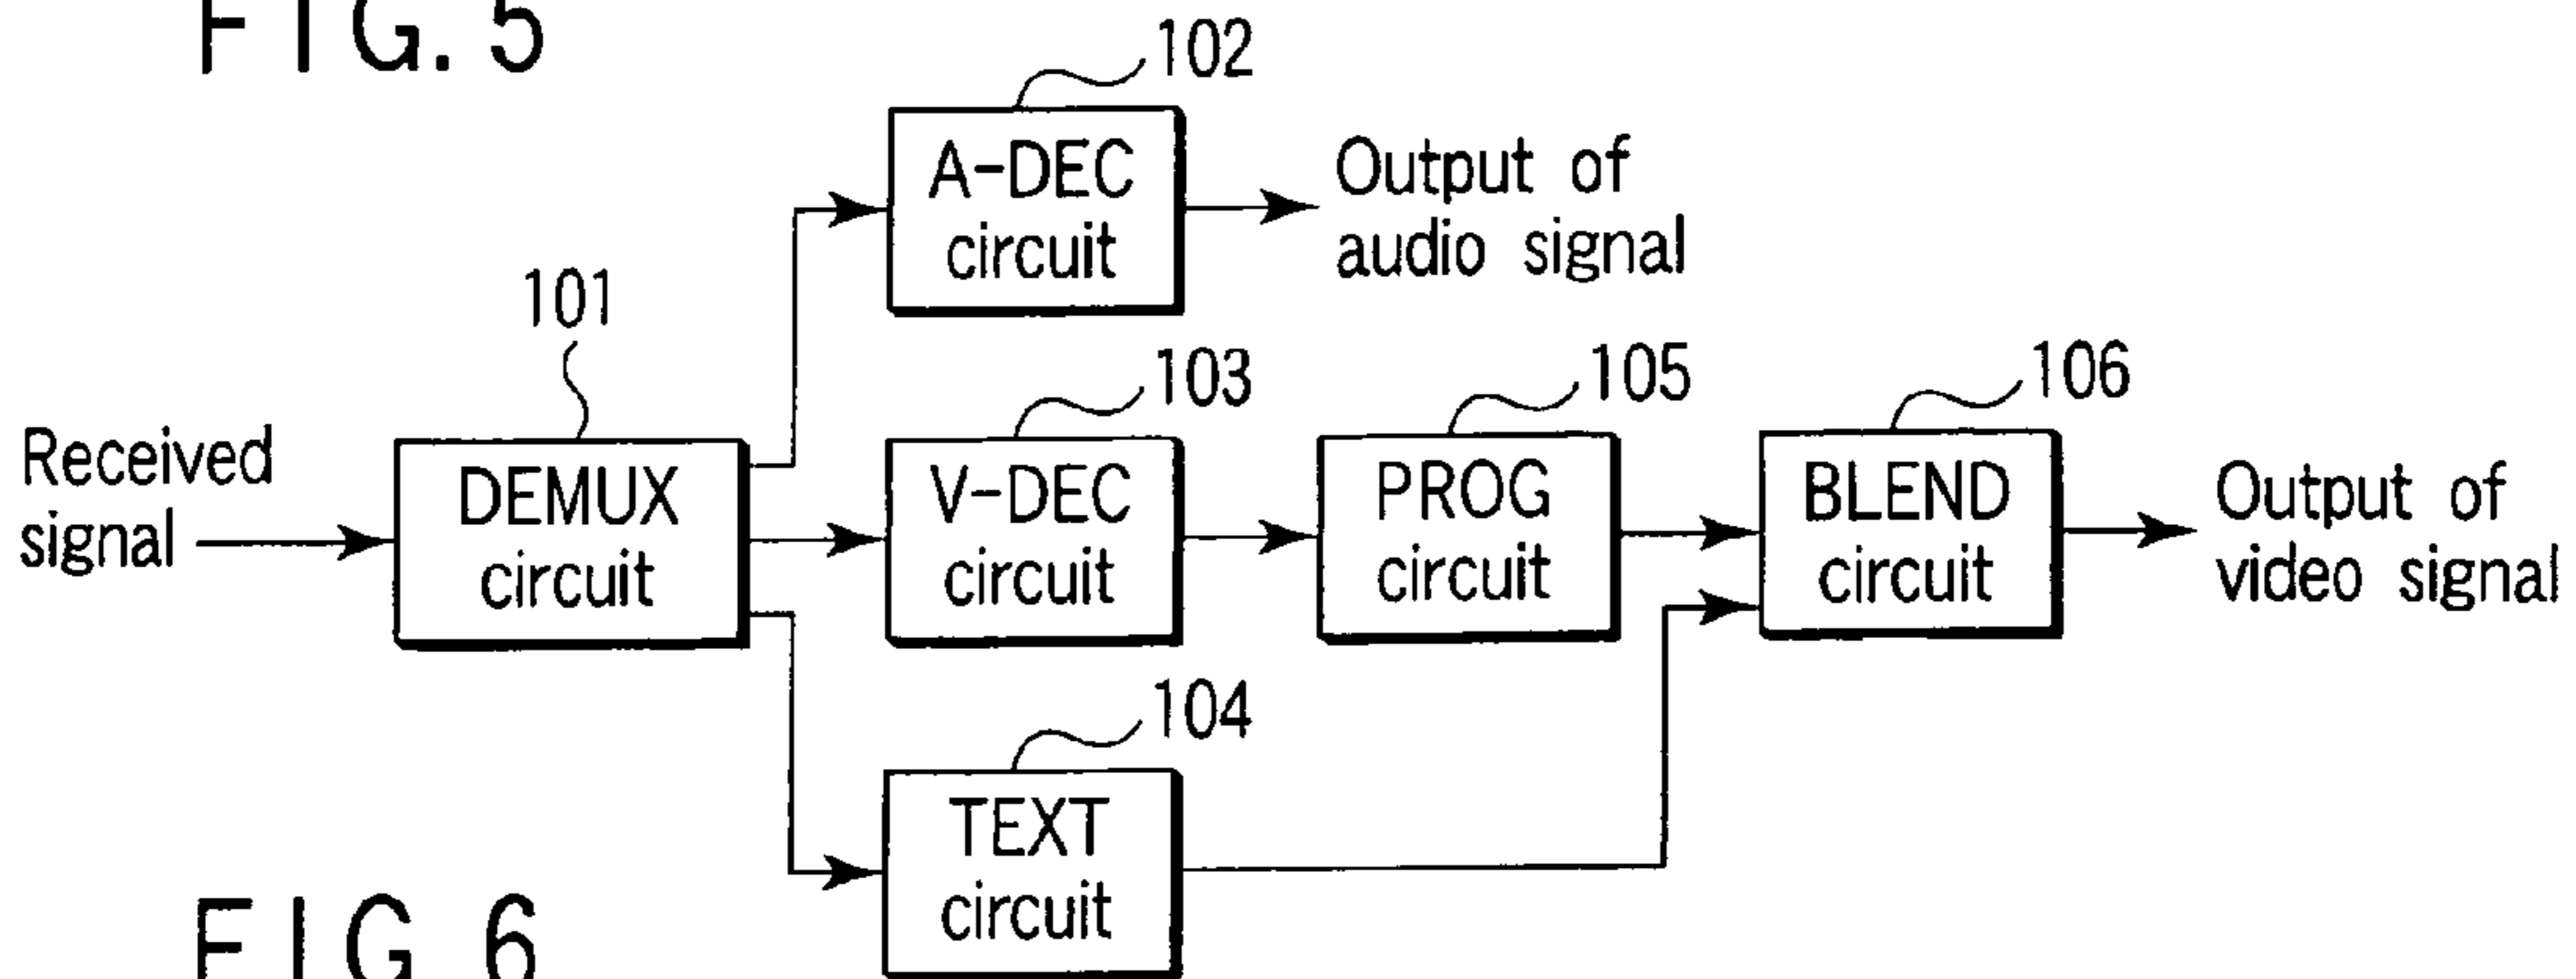 FIG. 5
102
A-DEC
circuit
Output of
audio signal
101
Received
signal
DEMUX
circuit
103
V-DEC
circuit
105
PROG
circuit
106
BLEND
circuit
Output of
video signal
104
TEXT
circuit
FIG. 6